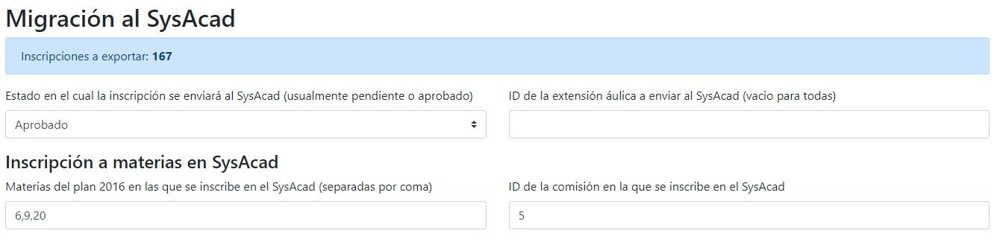 Migración al SysAcad
Inscripciones a exportar: 167
Estado en el cual la inscripción se enviará al SysAcad (usualmente pendiente o aprobado)
Aprobado
ID de la extensión áulica a enviar al SysAcad (vacio para todas)
Inscripción a materias en SysAcad
Materias del plan 2016 en las que se inscribe en el SysAcad (separadas por coma)
6,9,20
ID de la comisión en la que se inscribe en el SysAcad
5